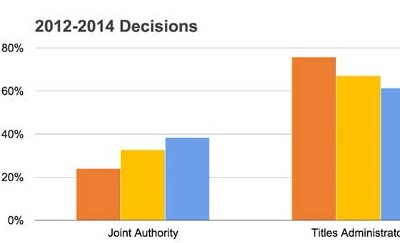 2012-2014 Decisions
80%
60%
40%
20%
0%
Joint Authority
Titles Administrato